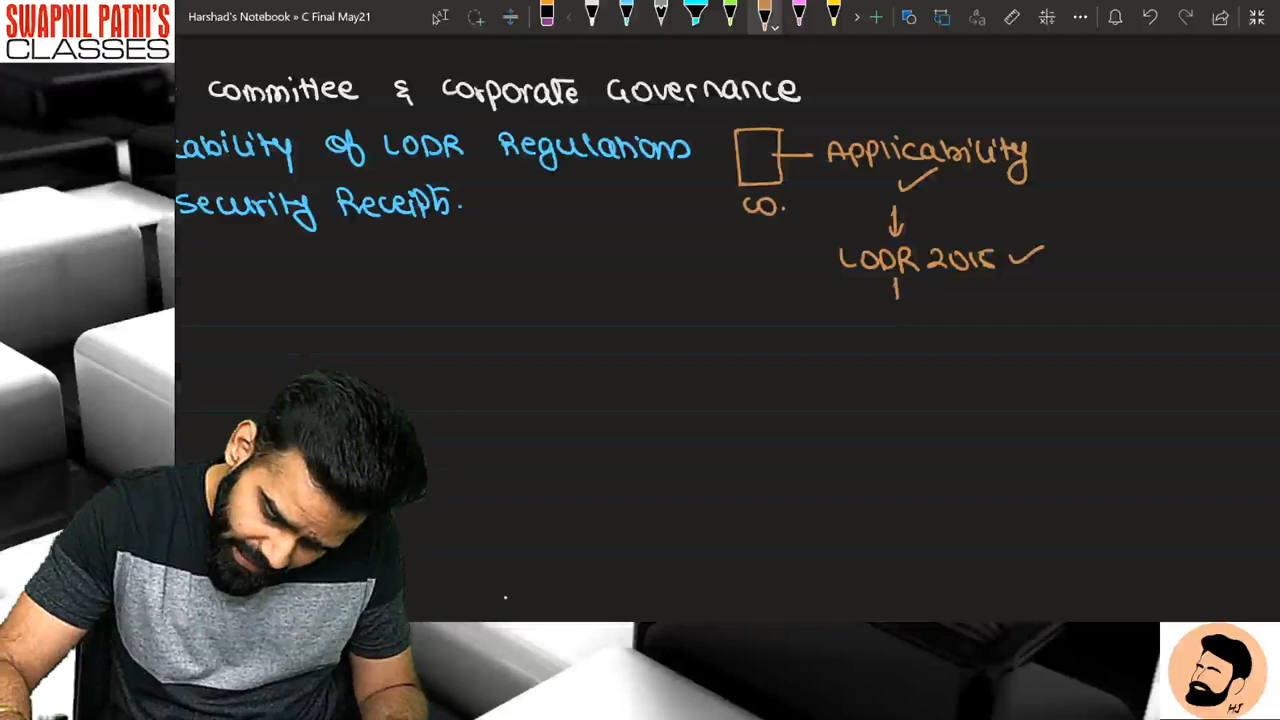 SWAPNIL PATNI'S
CLASSES
Harshad's Notebook » C Final May21
Committee & Corporate Governance
cability of LODR Regulations
Security Receipts.
Applicability
CO.
LODR 2015
HJ